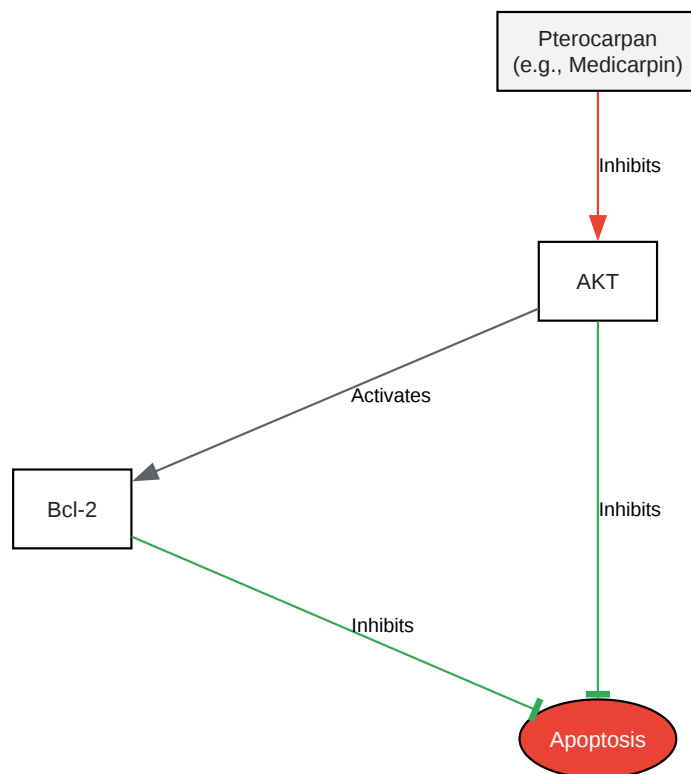 Pterocarpan
(e.g., Medicarpin)
Inhibits
AKT
Activates
Bcl-2
Inhibits
Inhibits
Apoptosis